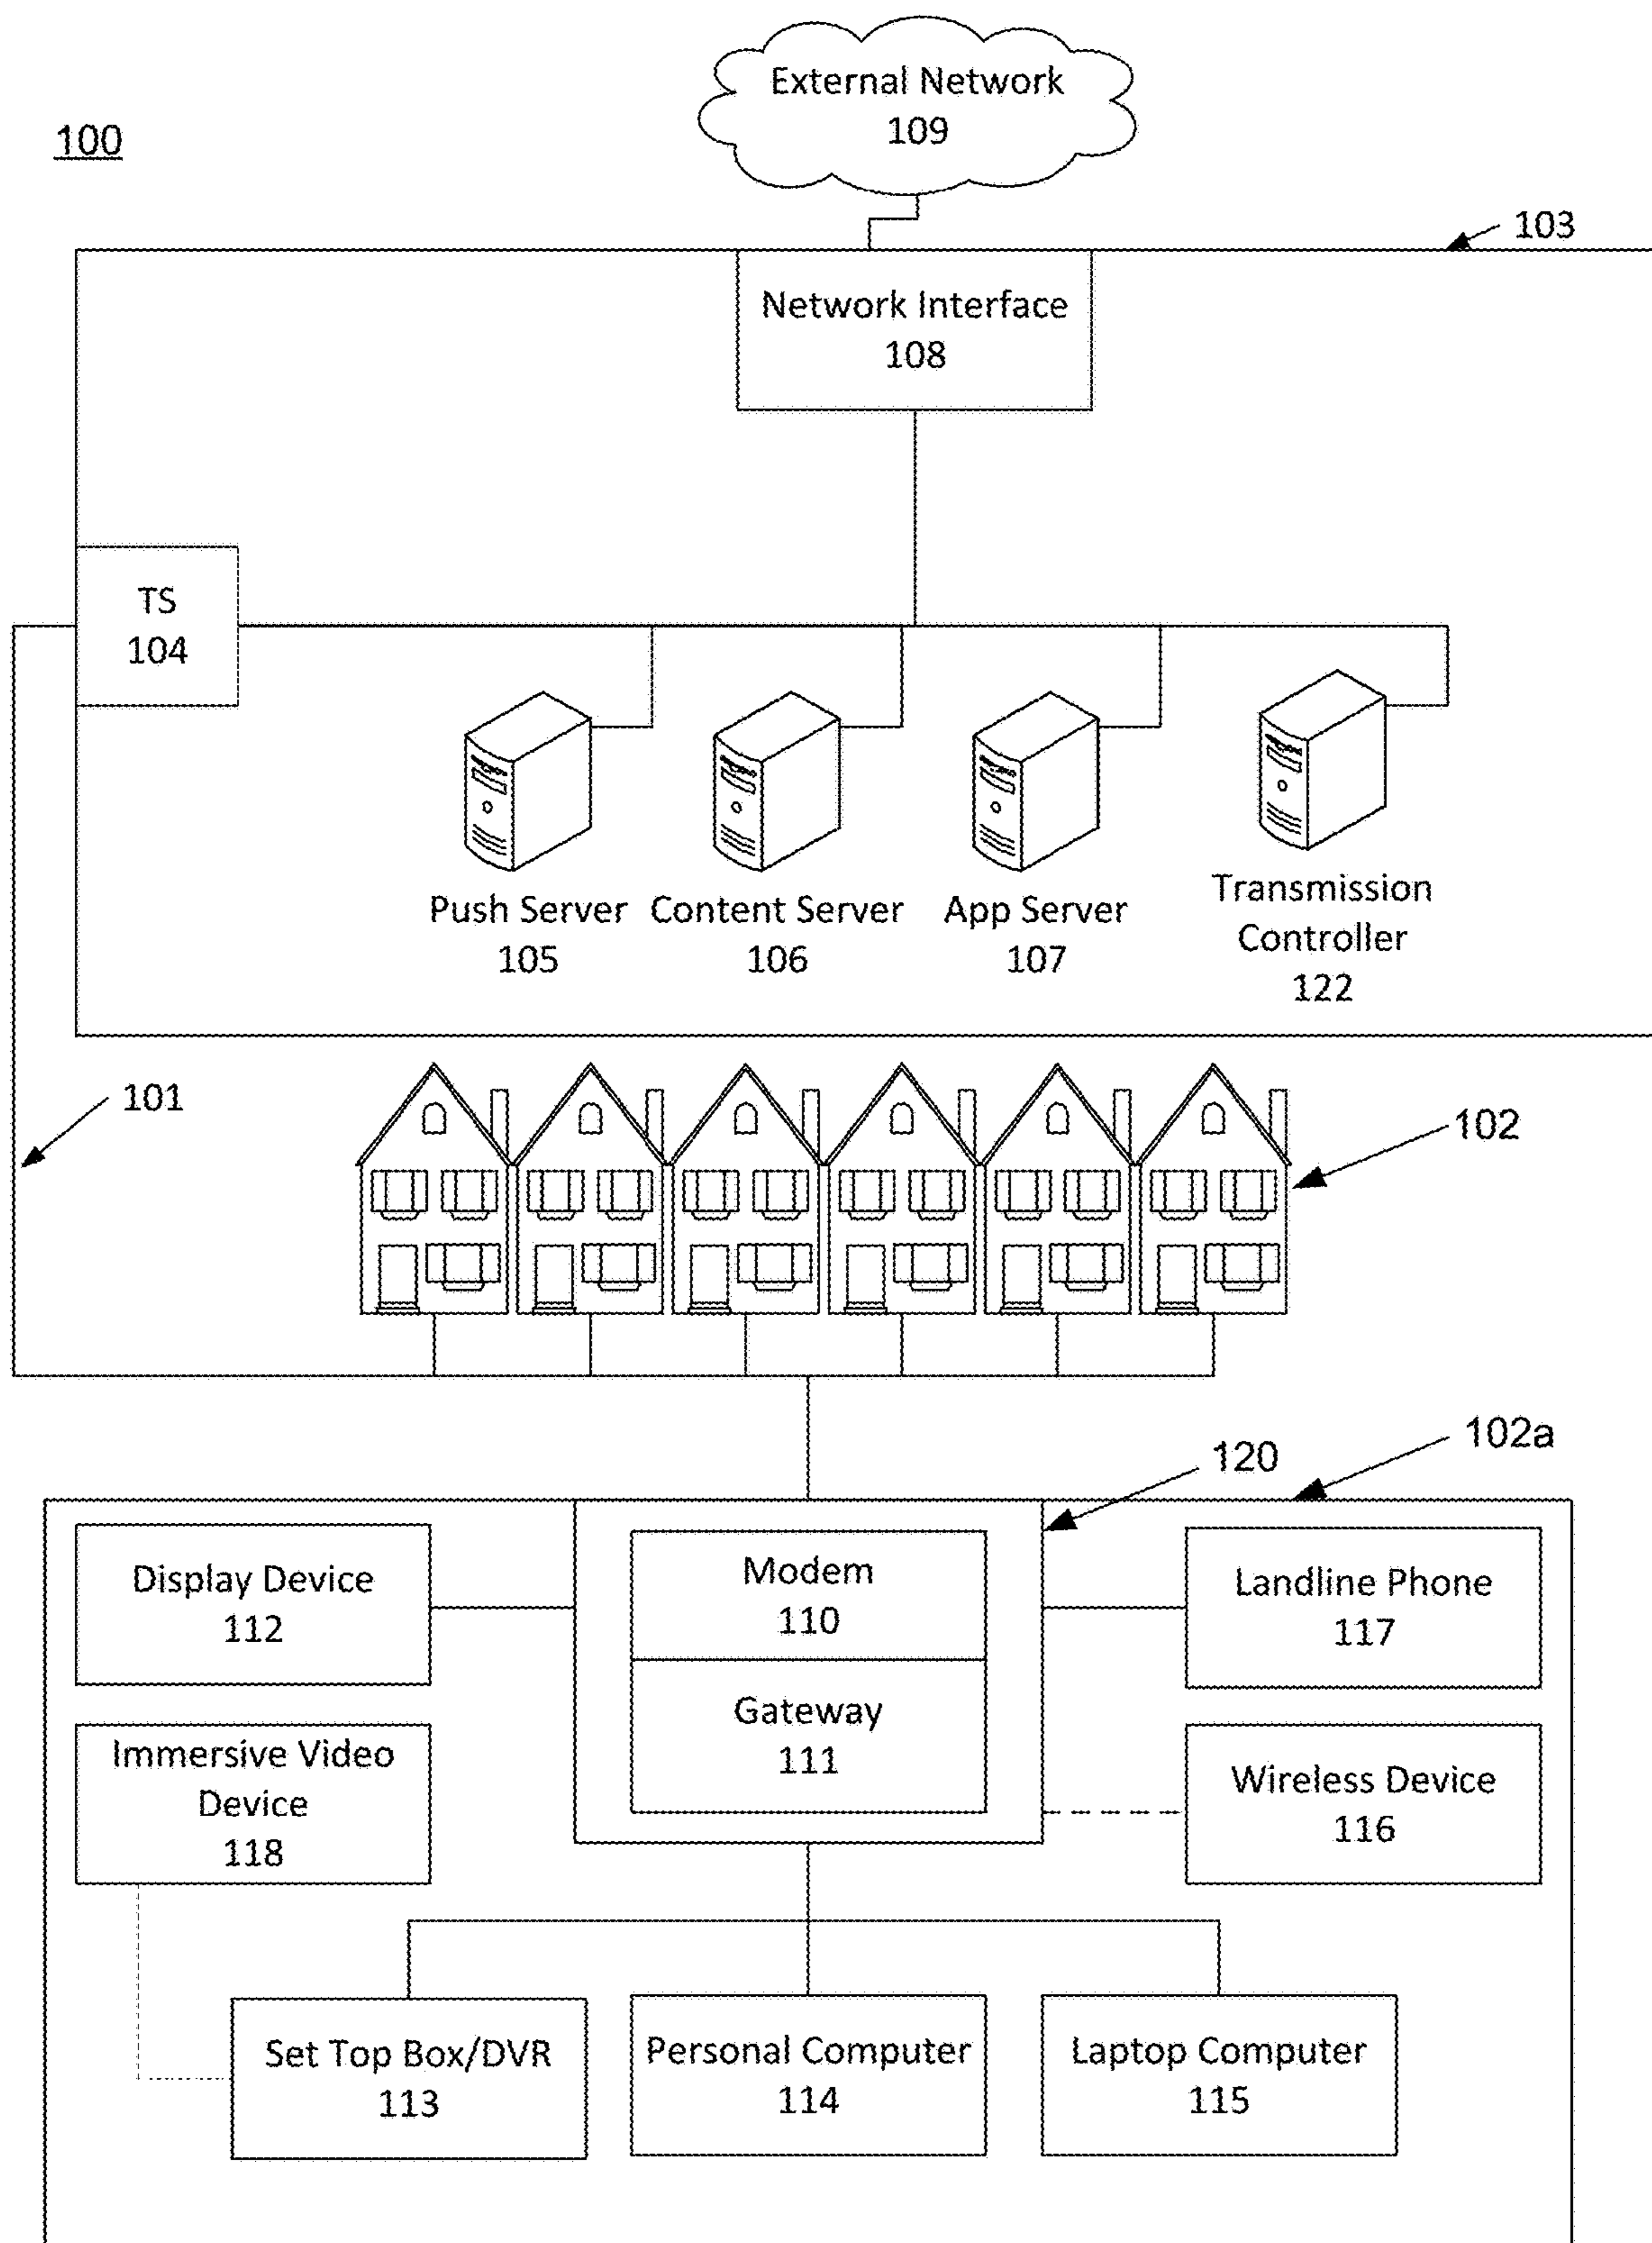 External Network
109
100
103
Network Interface
108
TS
104
Push Server
105
Content Server
106
App Server
107
Transmission
Controller
122
101
102
102a
120
Display Device
112
Modem
110
Landline Phone
117
Gateway
111
Immersive Video
Device
118
Wireless Device
116
Set Top Box/DVR
113
Personal Computer
114
Laptop Computer
115